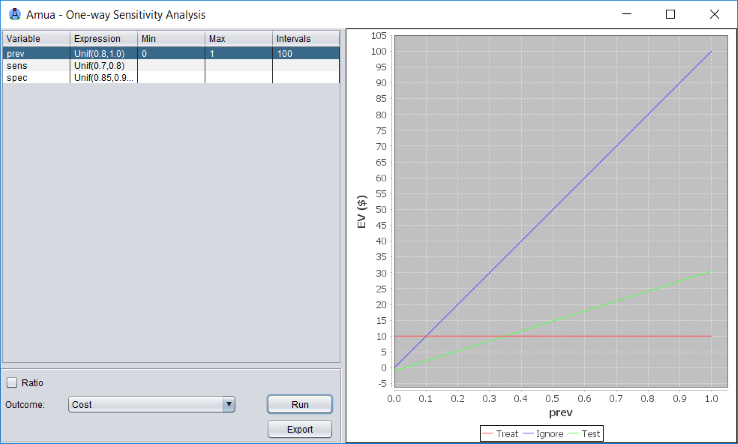 Amua - One-way Sensitivity Analysis
Variable Expression Min Max Intervals
prev Unif(0.8,1.0) 0 1 100
sens Unif(0.7,0.8)
spec Unif(0.85,0.9...
Ratio
Outcome: Cost Run
Export
105
100
95
90
85
80
75
70
65
60
55
50
45
40
35
30
25
20
15
10
5
0
-5
EV ($)
0.0 0.1 0.2 0.3 0.4 0.5 0.6 0.7 0.8 0.9 1.0
prev
Treat Ignore Test